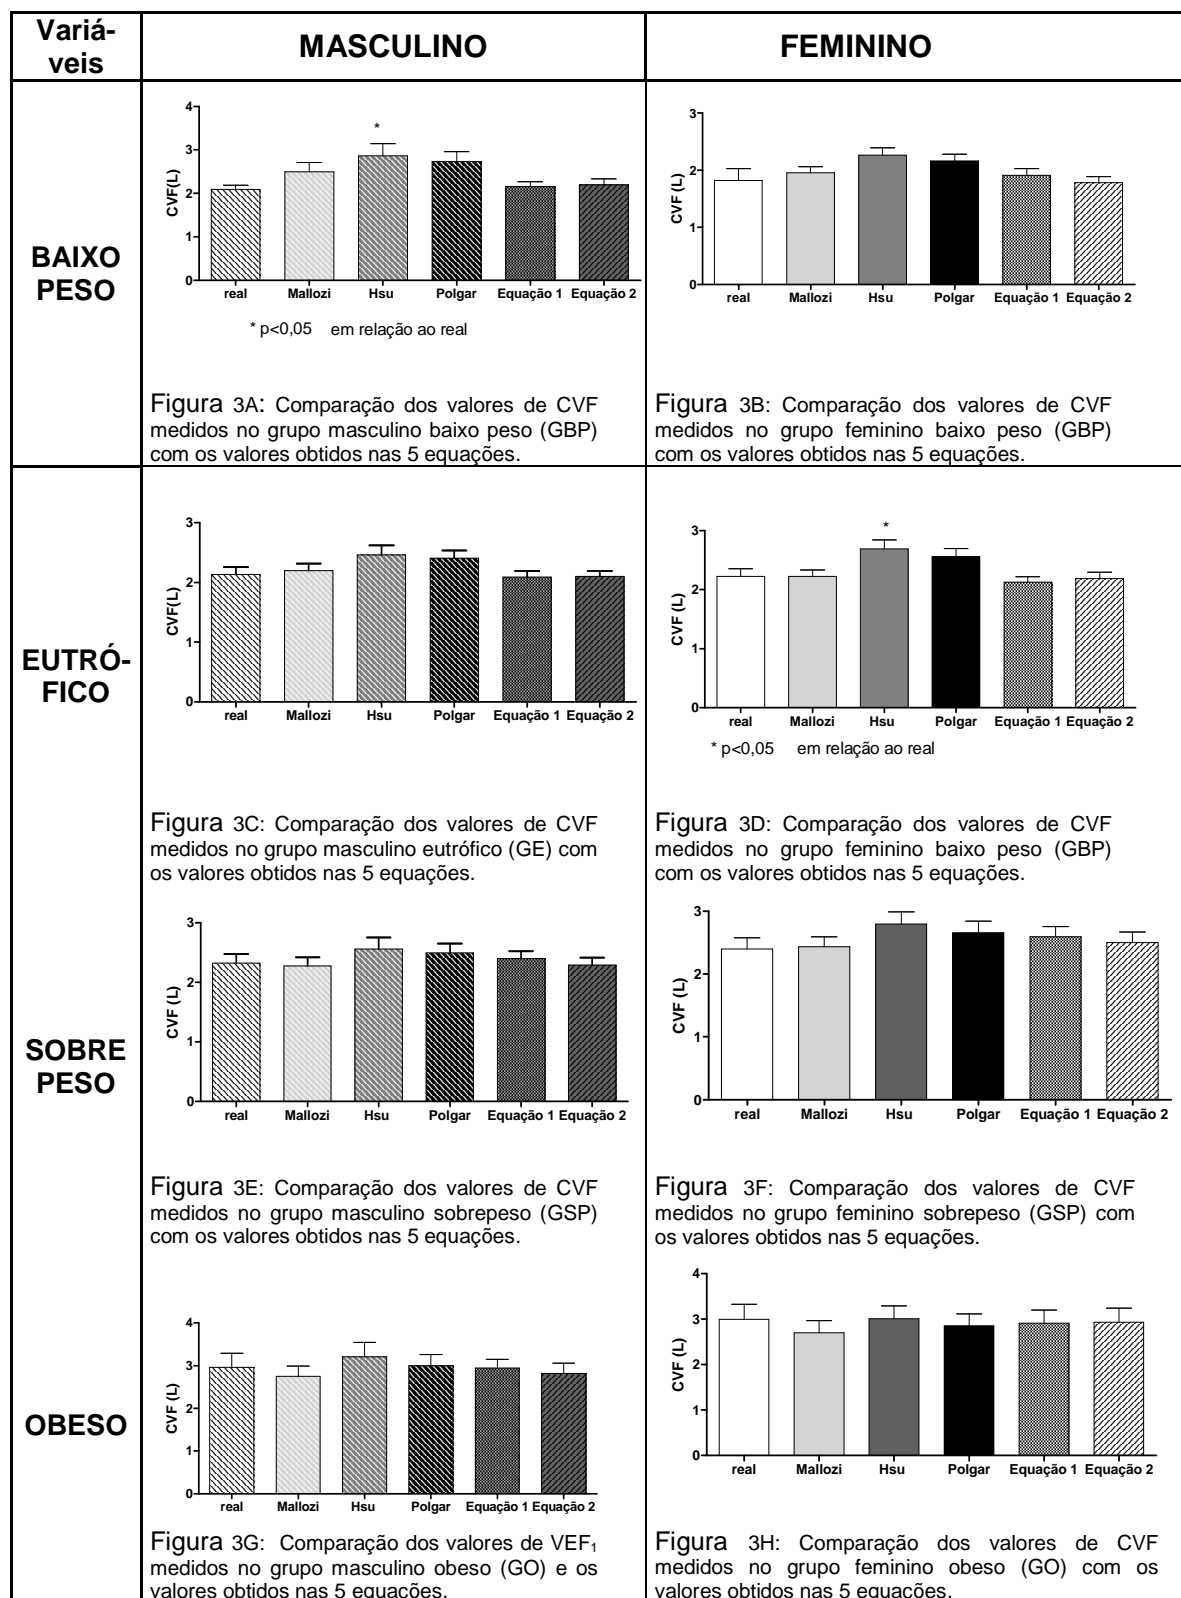 Variá-
veis
MASCULINO
FEMININO
BAIXO
PESO
CVF(L)
4
3
2
1
0
*
real Mallozi Hsu Polgar Equação 1 Equação 2
* p<0,05 em relação ao real
Figura 3A: Comparação dos valores de CVF
medidos no grupo masculino baixo peso (GBP)
com os valores obtidos nas 5 equações.
CVF (L)
3
2
1
0
real Mallozi Hsu Polgar Equação 1 Equação 2
Figura 3B: Comparação dos valores de CVF
medidos no grupo feminino baixo peso (GBP)
com os valores obtidos nas 5 equações.
EUTRÓ-
FICO
CVF(L)
3
2
1
0
real Mallozi Hsu Polgar Equação 1 Equação 2
Figura 3C: Comparação dos valores de CVF
medidos no grupo masculino eutrófico (GE) com
os valores obtidos nas 5 equações.
CVF (L)
3
2
1
0
*
real Mallozi Hsu Polgar Equação 1 Equação 2
* p<0,05 em relação ao real
Figura 3D: Comparação dos valores de CVF
medidos no grupo feminino baixo peso (GBP)
com os valores obtidos nas 5 equações.
SOBRE
PESO
CVF (L)
3
2
1
0
real Mallozi Hsu Polgar Equação 1 Equação 2
Figura 3E: Comparação dos valores de CVF
medidos no grupo masculino sobrepeso (GSP)
com os valores obtidos nas 5 equações.
CVF (L)
3
2
1
0
real Mallozi Hsu Polgar Equação 1 Equação 2
Figura 3F: Comparação dos valores de CVF
medidos no grupo feminino sobrepeso (GSP) com
os valores obtidos nas 5 equações.
OBESO
CVF (L)
4
3
2
1
0
real Mallozi Hsu Polgar Equação 1 Equação 2
Figura 3G: Comparação dos valores de VEF₁
medidos no grupo masculino obeso (GO) e os
valores obtidos nas 5 equações.
CVF (L)
4
3
2
1
0
real Mallozi Hsu Polgar Equação 1 Equação 2
Figura 3H: Comparação dos valores de CVF
medidos no grupo feminino obeso (GO) com os
valores obtidos nas 5 equações.